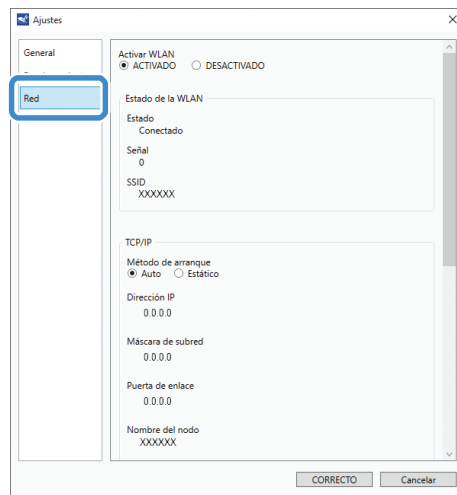 Ajustes
General
Red
Activar WLAN
ACTIVADO DESACTIVADO
Estado de la WLAN
Estado
Conectado
Señal
0
SSID
XXXXXX
TCP/IP
Método de arranque
Auto Estático
Dirección IP
0.0.0.0
Máscara de subred
0.0.0.0
Puerta de enlace
0.0.0.0
Nombre del nodo
XXXXXX
CORRECTO Cancelar